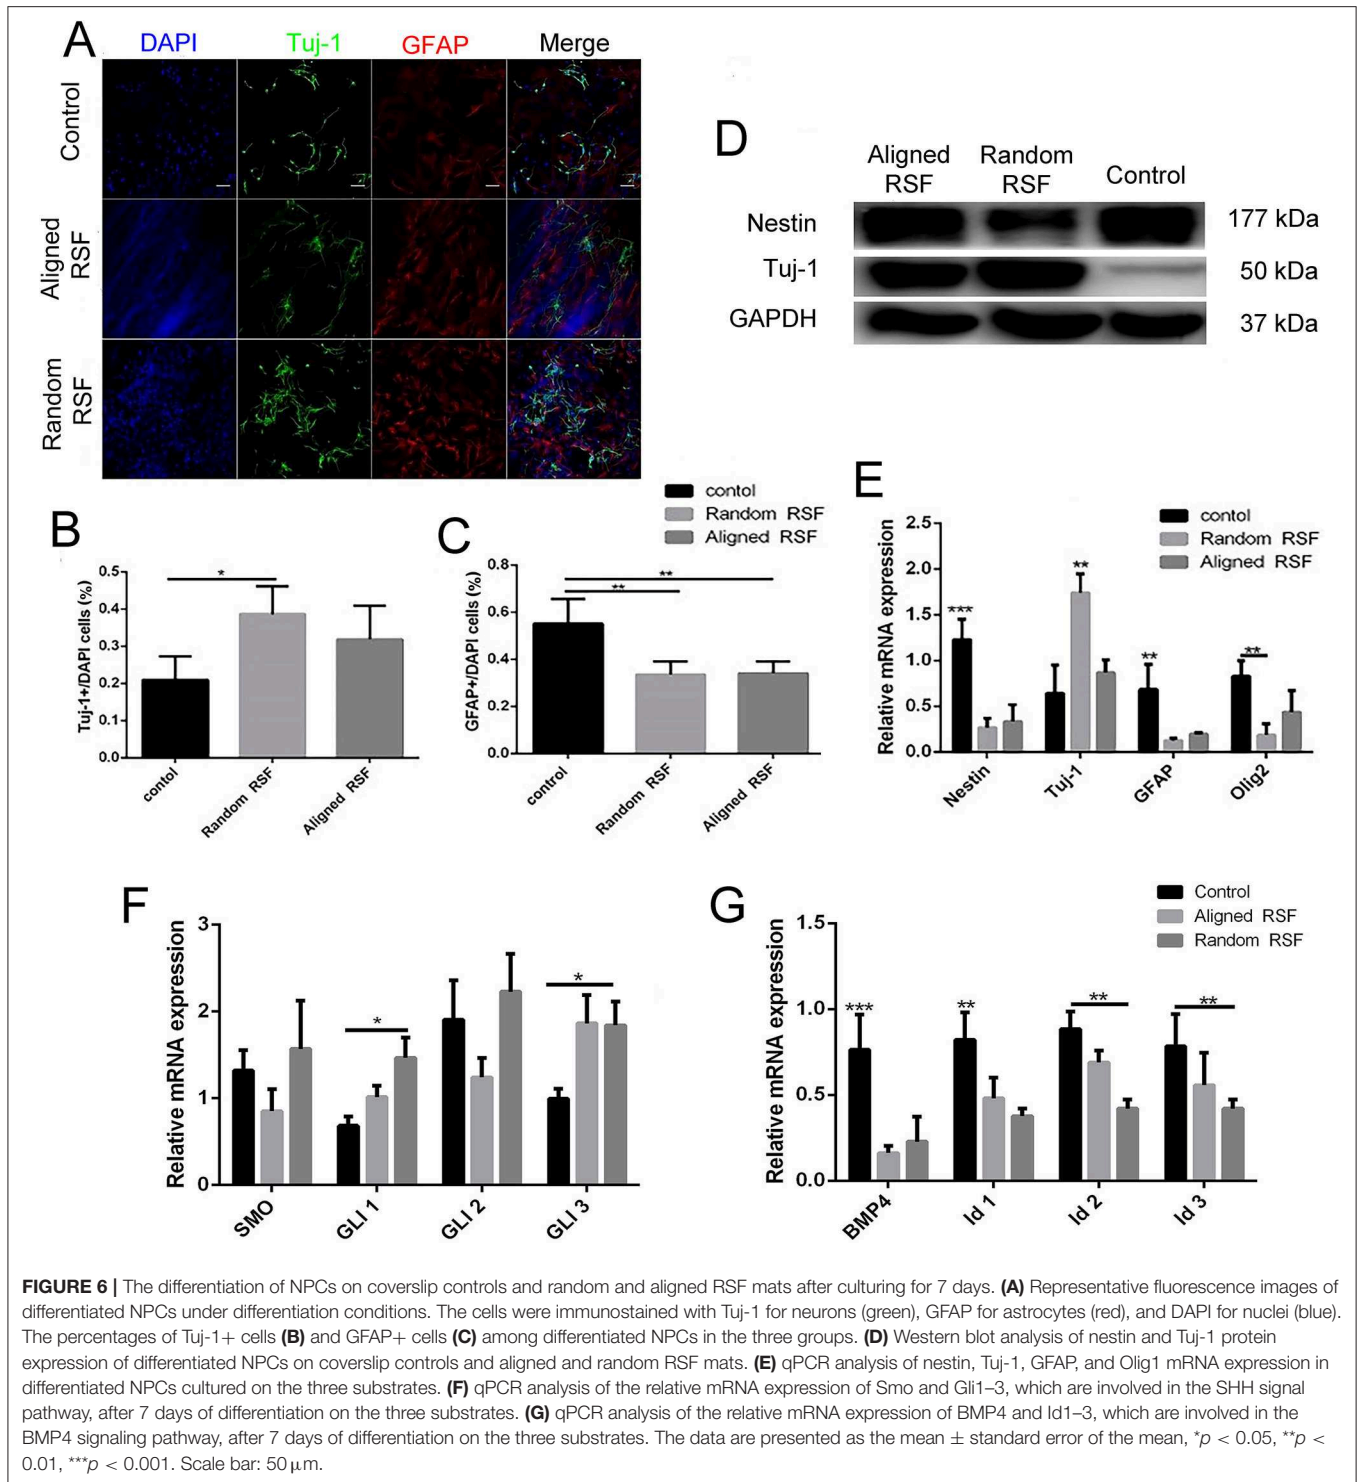 A
DAPI
Tuj-1
GFAP
Merge
Control
Aligned
RSF
Random
RSF
D
Aligned
RSF
Random
RSF
Control
Nestin
177 kDa
Tuj-1
50 kDa
GAPDH
37 kDa
B
Tuj-1+/DAPI cells (%)
0.5
0.4
0.3
0.2
0.1
0.0
*
contol
Random RSF
Aligned RSF
contol
Random RSF
Aligned RSF
C
GFAP+/DAPI cells (%)
0.8
0.6
0.4
0.2
0.0
**
**
control
Random RSF
Aligned RSF
E
contol
Random RSF
Aligned RSF
Relative mRNA expression
2.5
2.0
1.5
1.0
0.5
0.0
***
**
**
**
Nestin
Tuj-1
GFAP
Olig2
F
Relative mRNA expression
3
2
1
0
*
*
SMO
GLI 1
GLI 2
GLI 3
G
Control
Aligned RSF
Random RSF
Relative mRNA expression
1.5
1.0
0.5
0.0
***
**
**
**
BMP4
Id 1
Id 2
Id 3
FIGURE 6 | The differentiation of NPCs on coverslip controls and random and aligned RSF mats after culturing for 7 days. (A) Representative fluorescence images of
differentiated NPCs under differentiation conditions. The cells were immunostained with Tuj-1 for neurons (green), GFAP for astrocytes (red), and DAPI for nuclei (blue).
The percentages of Tuj-1+ cells (B) and GFAP+ cells (C) among differentiated NPCs in the three groups. (D) Western blot analysis of nestin and Tuj-1 protein
expression of differentiated NPCs on coverslip controls and aligned and random RSF mats. (E) qPCR analysis of nestin, Tuj-1, GFAP, and Olig1 mRNA expression in
differentiated NPCs cultured on the three substrates. (F) qPCR analysis of the relative mRNA expression of Smo and Gli1–3, which are involved in the SHH signal
pathway, after 7 days of differentiation on the three substrates. (G) qPCR analysis of the relative mRNA expression of BMP4 and Id1–3, which are involved in the
BMP4 signaling pathway, after 7 days of differentiation on the three substrates. The data are presented as the mean ± standard error of the mean, *p < 0.05, **p <
0.01, ***p < 0.001. Scale bar: 50 μm.